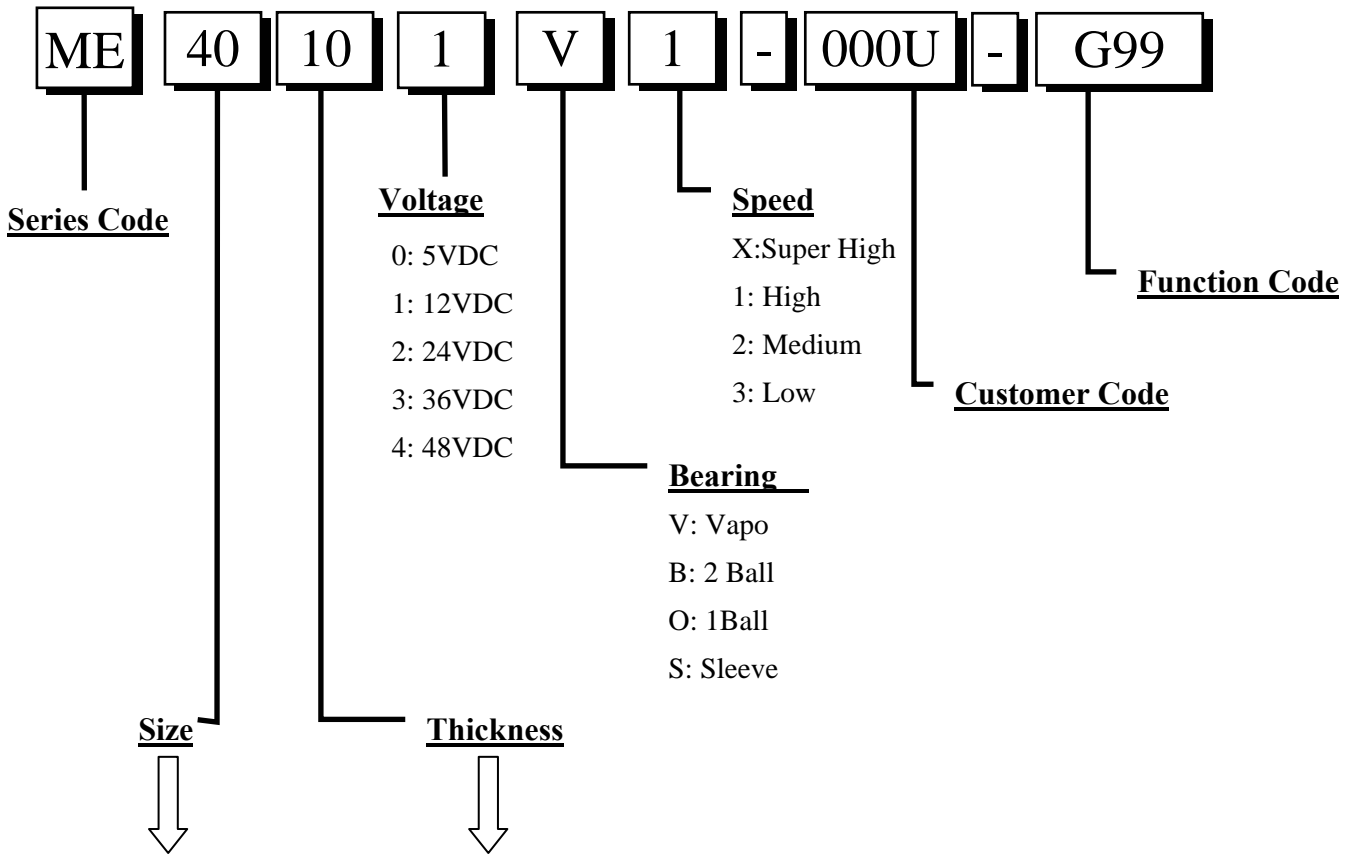 ME 40 10 1 V 1 - 000U - G99
Series Code
Voltage
0: 5VDC
1: 12VDC
2: 24VDC
3: 36VDC
4: 48VDC
Speed
X:Super High
1: High
2: Medium
3: Low
Function Code
Customer Code
Bearing
V: Vapo
B: 2 Ball
O: 1Ball
S: Sleeve
Size
Thickness